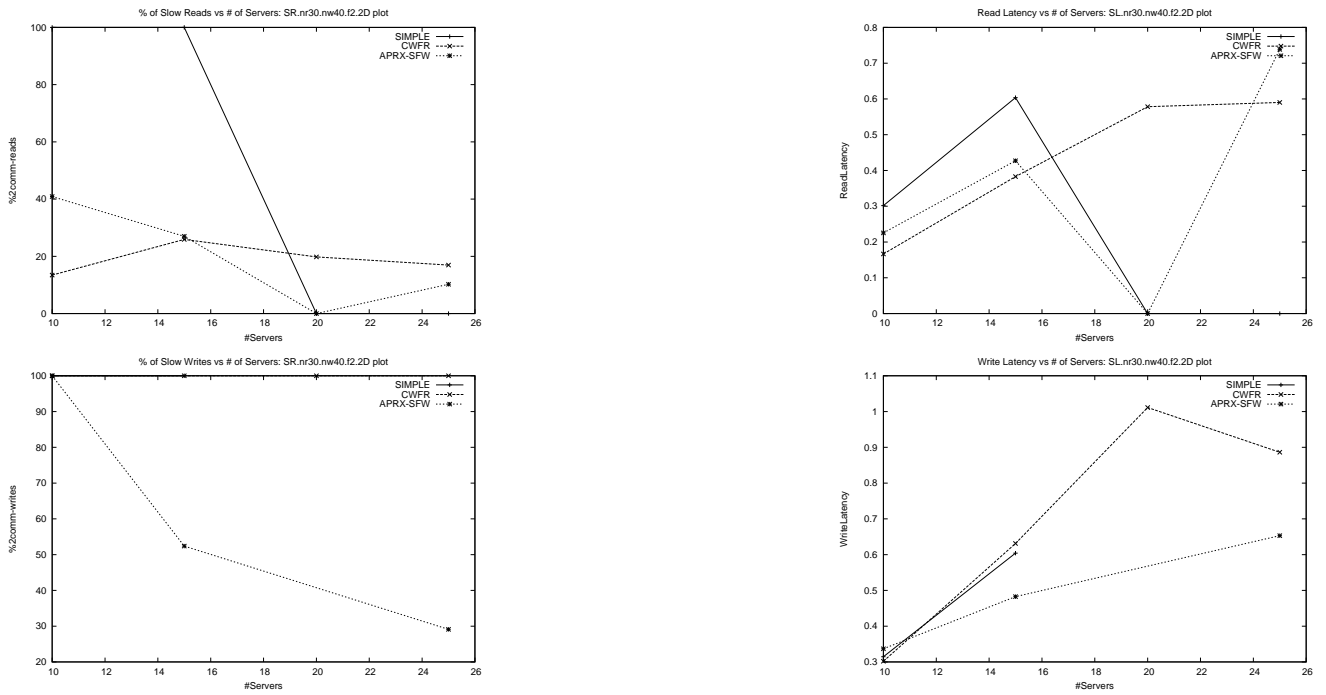 % of Slow Reads vs # of Servers: SR.nr30.nw40.f2.2D plot
SIMPLE
CWFR
APRX-SFW
100
80
60
40
20
0
%2comm-reads
10 12 14 16 18 20 22 24 26
#Servers
Read Latency vs # of Servers: SL.nr30.nw40.f2.2D plot
SIMPLE
CWFR
APRX-SFW
0.8
0.7
0.6
0.5
0.4
0.3
0.2
0.1
0
ReadLatency
10 12 14 16 18 20 22 24 26
#Servers
% of Slow Writes vs # of Servers: SR.nr30.nw40.f2.2D plot
SIMPLE
CWFR
APRX-SFW
100
90
80
70
60
50
40
30
20
%2comm-writes
10 12 14 16 18 20 22 24 26
#Servers
Write Latency vs # of Servers: SL.nr30.nw40.f2.2D plot
SIMPLE
CWFR
APRX-SFW
1.1
1
0.9
0.8
0.7
0.6
0.5
0.4
0.3
WriteLatency
10 12 14 16 18 20 22 24 26
#Servers